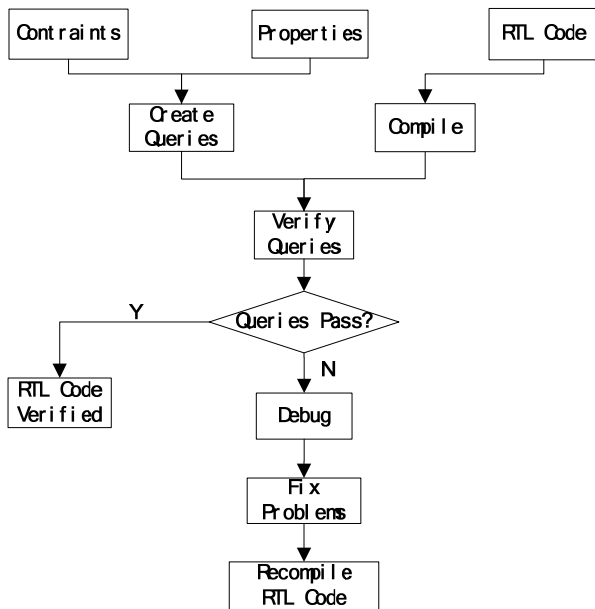 Contraints
Properties
RTL Code
Create
Queries
Compile
Verify
Queries
Queries Pass?
Y
N
RTL Code
Verified
Debug
Fix
Problems
Recompile
RTL Code